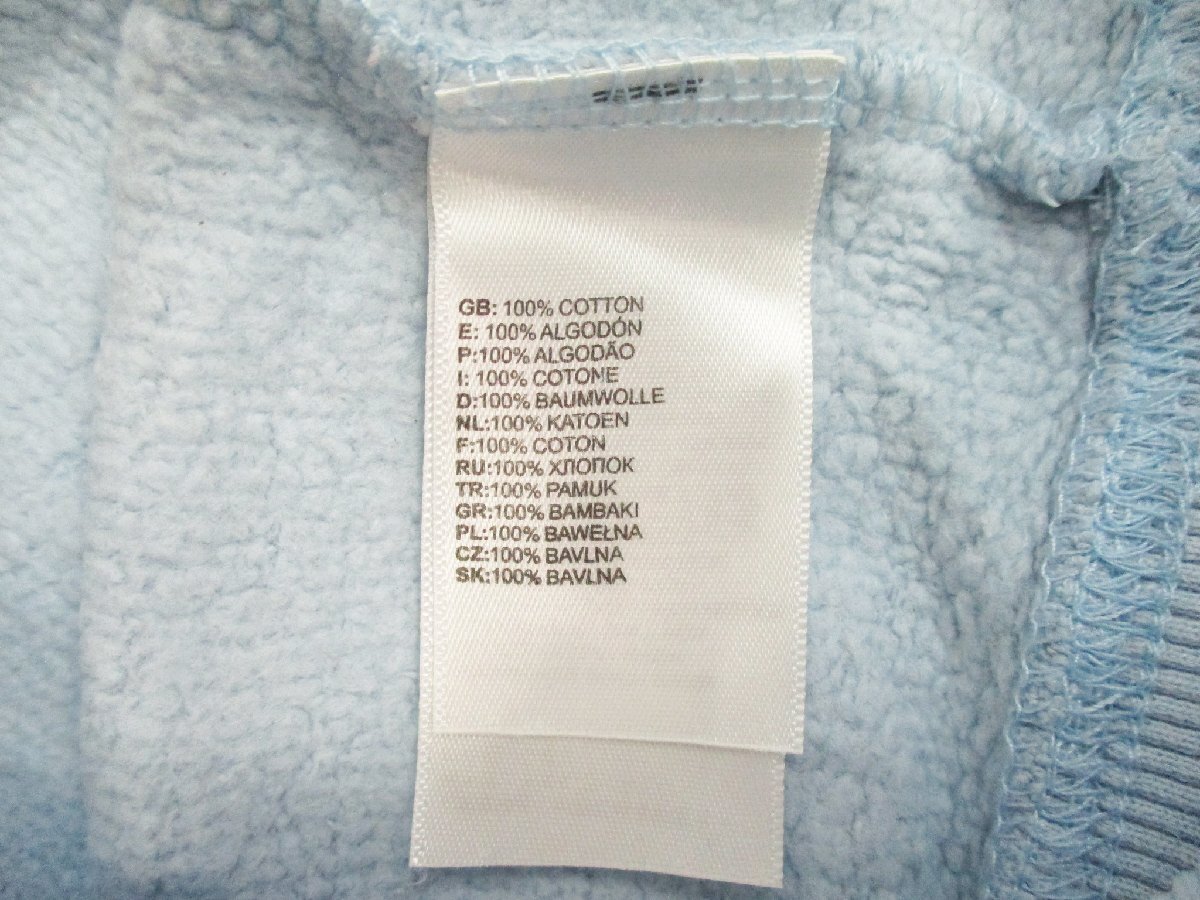 GB: 100% COTTON
E: 100% ALGODÓN
P:100% ALGODÃO
I: 100% COTONE
D:100% BAUMWOLLE
NL:100% KATOEN
F:100% COTON
RU:100% ХЛОПОК
TR:100% PAMUK
GR:100% BAMBAKI
PL:100% BAWEŁNA
CZ:100% BAVLNA
SK:100% BAVLNA